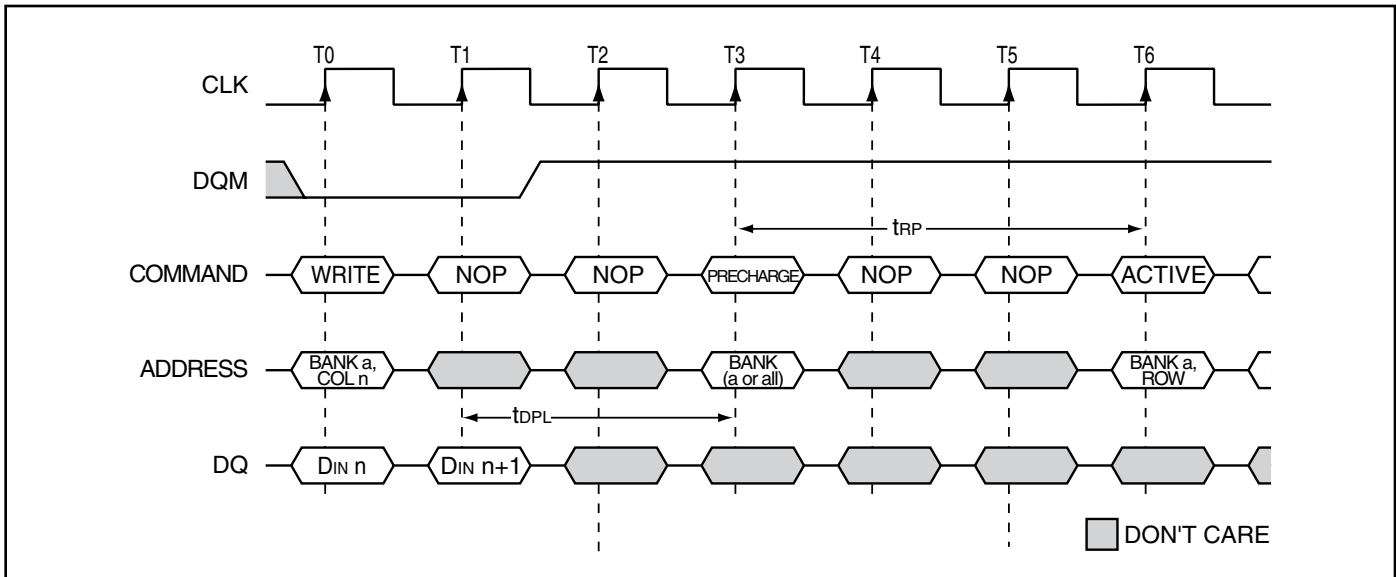 T0 T1 T2 T3 T4 T5 T6
CLK
DQM
tRP
COMMAND WRITE NOP NOP PRECHARGE NOP NOP ACTIVE
ADDRESS BANK a, COL n BANK (a or all) BANK a, ROW
tDPL
DQ DIN n DIN n+1
DON'T CARE